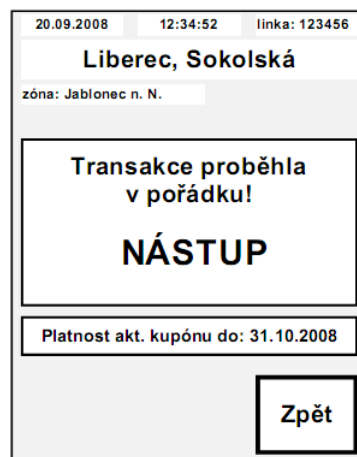 20.09.2008 12:34:52 linka: 123456
Liberec, Sokolská
zóna: Jablonec n. N.
Transakce proběhla
v pořádku!
NÁSTUP
Platnost akt. kupónu do: 31.10.2008
Zpět